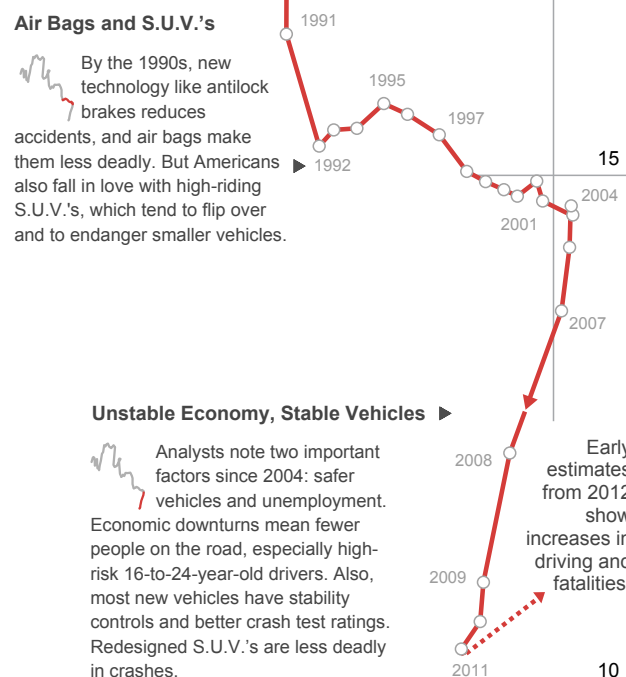 Air Bags and S.U.V.'s
By the 1990s, new
technology like antilock
brakes reduces
accidents, and air bags make
them less deadly. But Americans
also fall in love with high-riding
S.U.V.'s, which tend to flip over
and to endanger smaller vehicles.
1991
1995
1997
1992
15
2004
2001
2007
Unstable Economy, Stable Vehicles
Analysts note two important
factors since 2004: safer
vehicles and unemployment.
Economic downturns mean fewer
people on the road, especially high-
risk 16-to-24-year-old drivers. Also,
most new vehicles have stability
controls and better crash test ratings.
Redesigned S.U.V.'s are less deadly
in crashes.
2008
Early
estimates
from 2012
show
increases in
driving and
fatalities
2009
2011
10